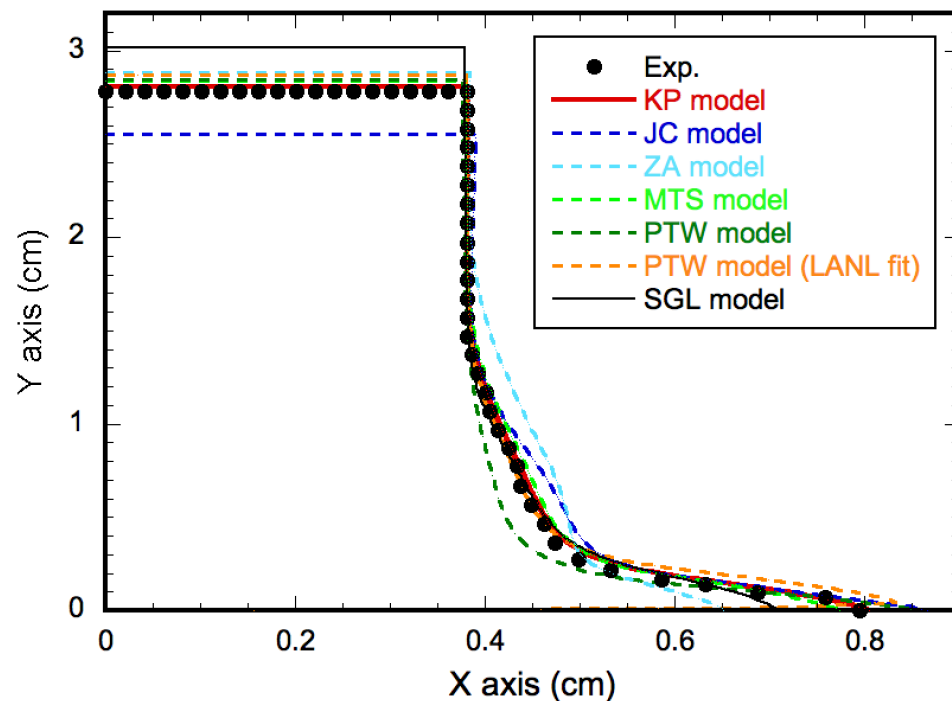 3
2
1
0
Y axis (cm)
Exp.
KP model
JC model
ZA model
MTS model
PTW model
PTW model (LANL fit)
SGL model
0 0.2 0.4 0.6 0.8
X axis (cm)